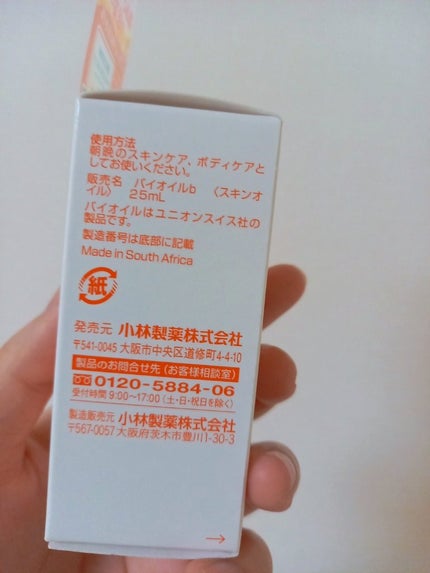 使用方法
朝晩のスキンケア、ボディケアと
してお使いください。
販売名 バイオイルb 〈スキンオ
イル〉 25mL
バイオイルはユニオンスイス社の
製品です。
製造番号は底部に記載
Made in South Africa
紙
発売元 小林製薬株式会社
〒541-0045 大阪市中央区道修町4-4-10
製品のお問合せ先（お客様相談室）
0120-5884-06
受付時間 9:00〜17:00（土・日・祝日を除く）
製造販売元 小林製薬株式会社
〒567-0057 大阪府茨木市豊川1-30-3